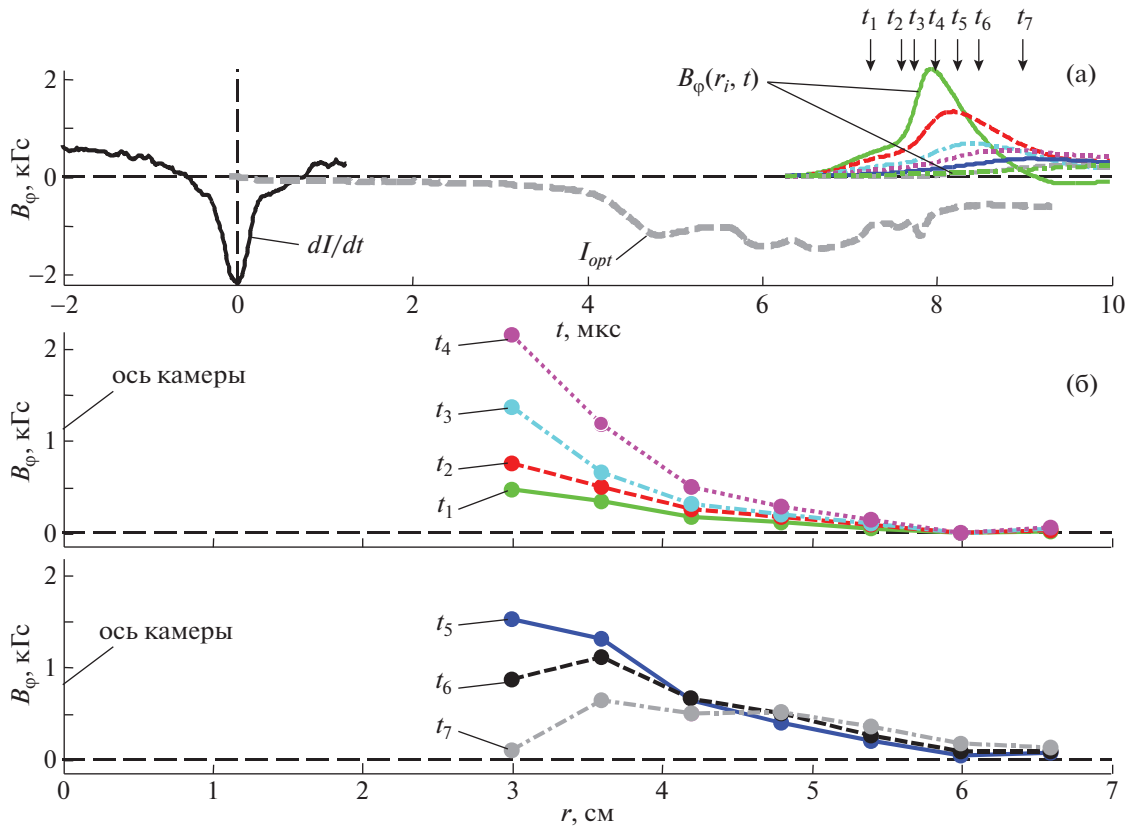 t1 t2 t3 t4 t5 t6 t7
Bφ(ri, t)
(а)
Bφ, кГс
2
0
−2
dI/dt
Iopt
−2 0 2 4 6 8 10
t, мкс
(б)
Bφ, кГс
2
1
0
ось камеры
t4
t3
t2
t1
Bφ, кГс
2
1
0
ось камеры
t5
t6
t7
0 1 2 3 4 5 6 7
r, см